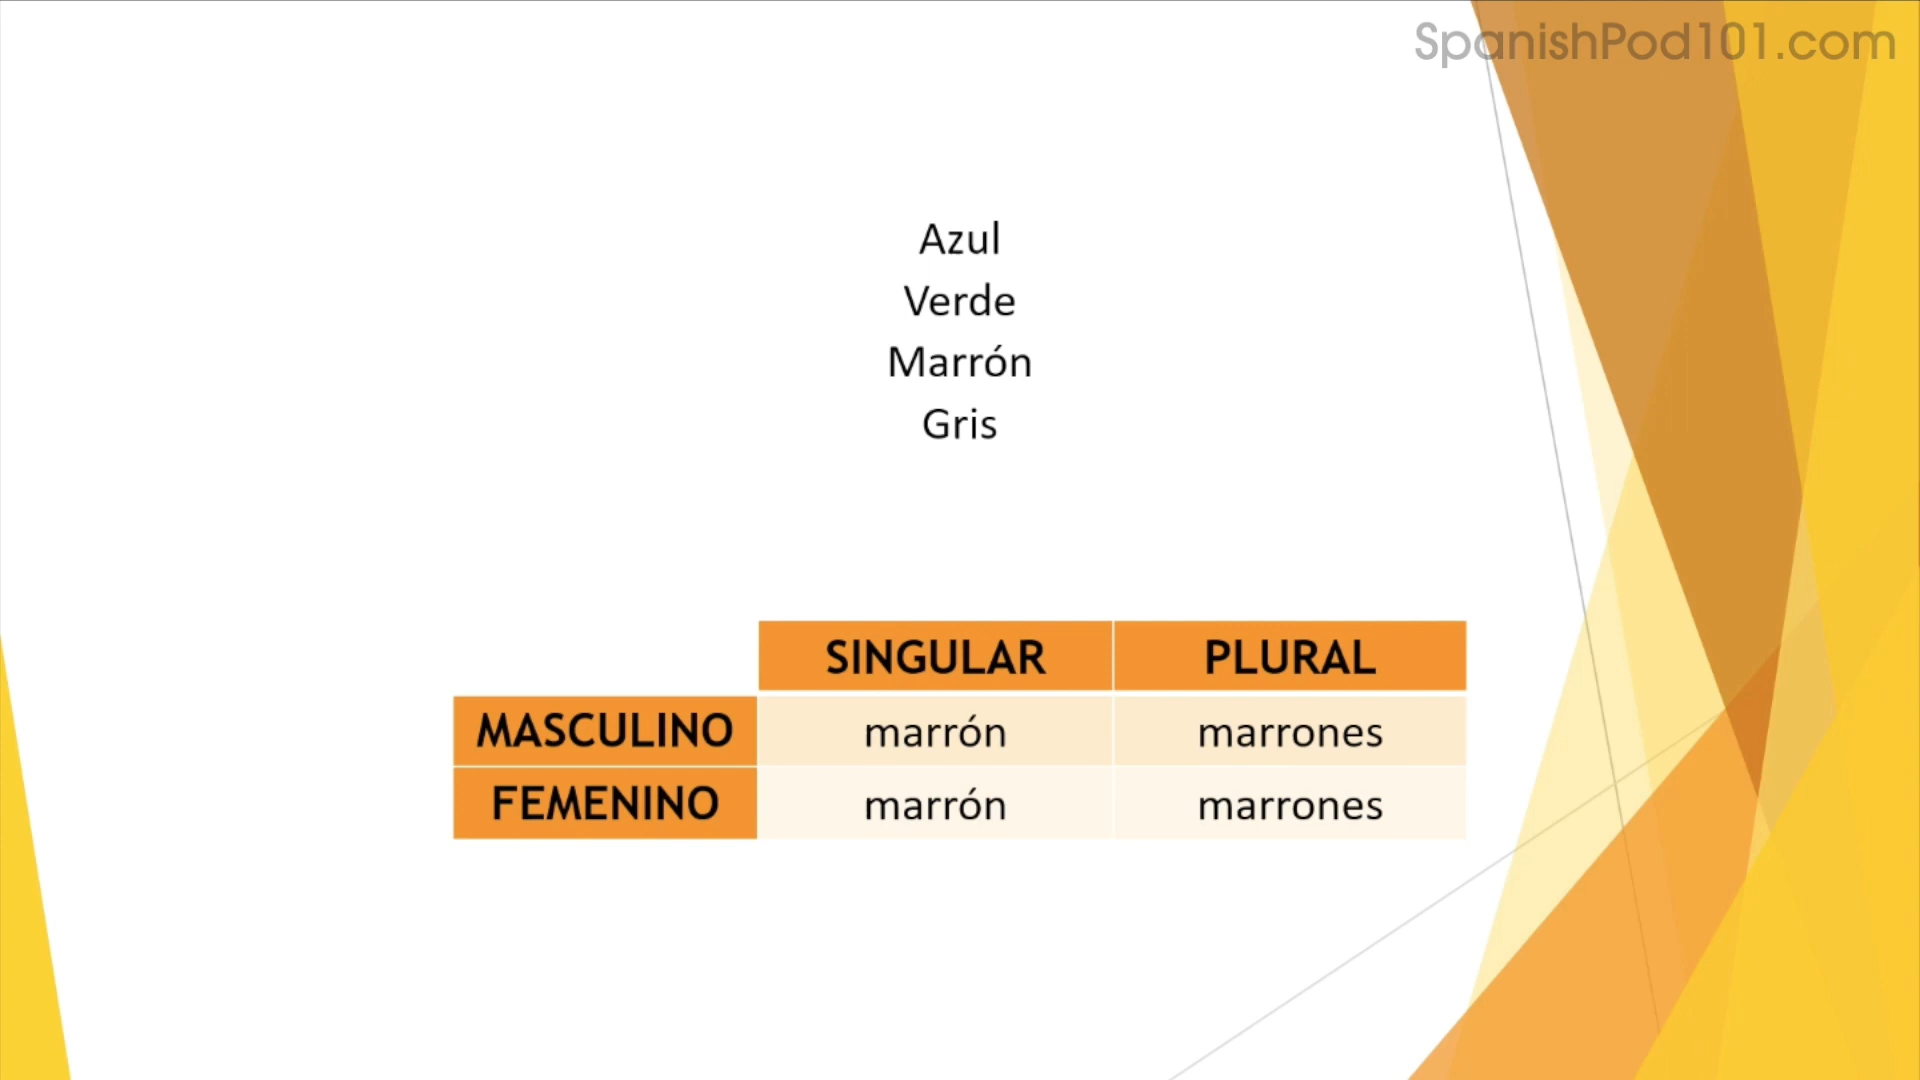 SpanishPod101.com
Azul
Verde
Marrón
Gris
SINGULAR PLURAL
MASCULINO marrón marrones
FEMENINO marrón marrones